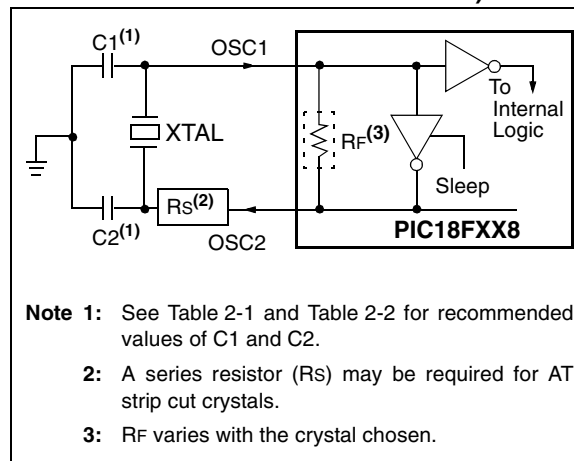 C1(1)
OSC1
To
Internal
Logic
XTAL
RF(3)
Sleep
C2(1)
RS(2)
OSC2
PIC18FXX8
Note 1: See Table 2-1 and Table 2-2 for recommended
values of C1 and C2.
2: A series resistor (RS) may be required for AT
strip cut crystals.
3: RF varies with the crystal chosen.